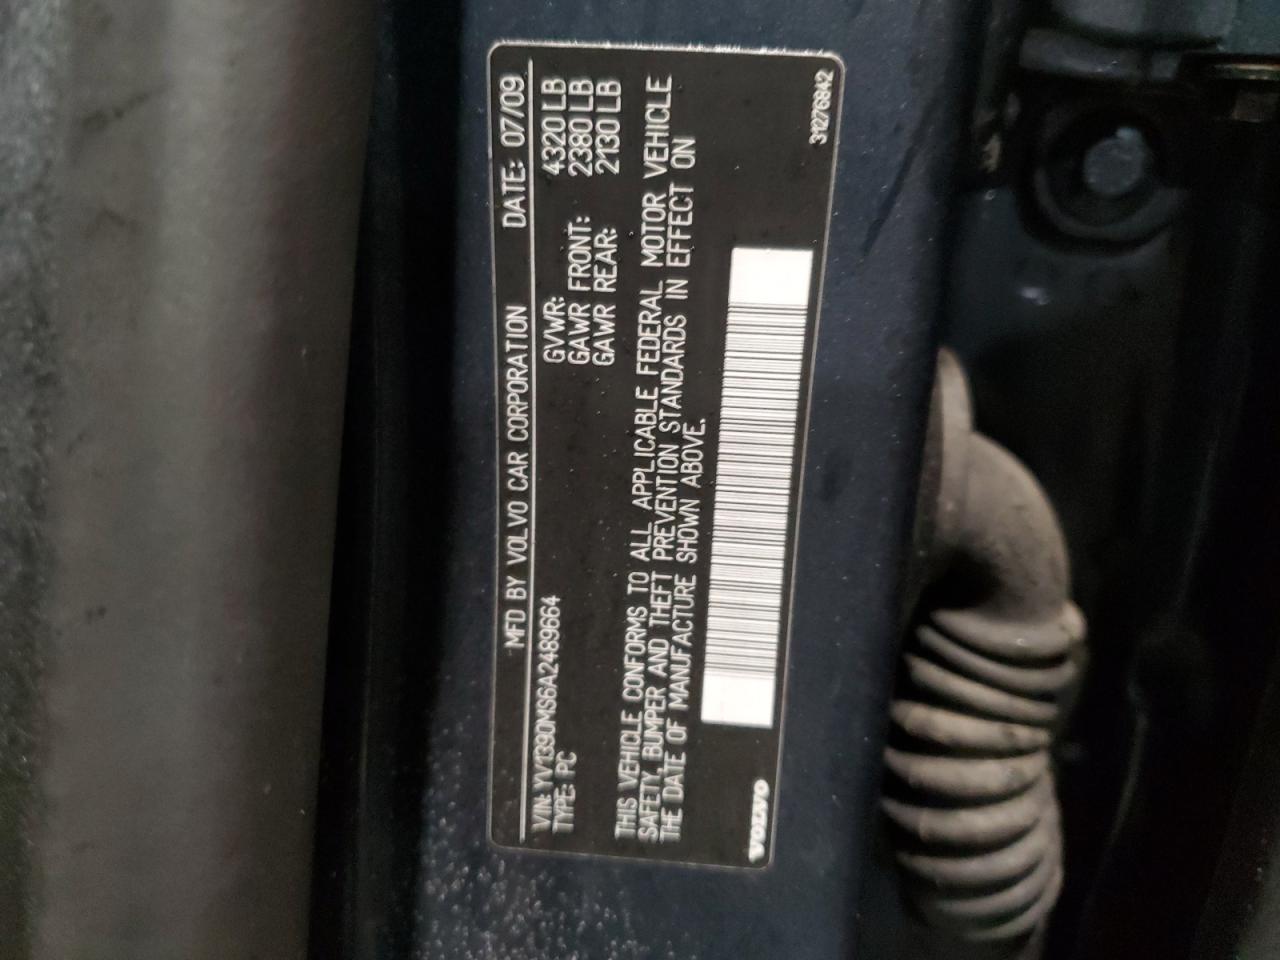 MFD BY VOLVO CAR CORPORATION DATE: 07/09
VIN: YV1390MS6A2489664 GVWR: 4320 LB
TYPE: PC GAWR FRONT: 2380 LB
GAWR REAR: 2130 LB
THIS VEHICLE CONFORMS TO ALL APPLICABLE FEDERAL MOTOR VEHICLE
SAFETY, BUMPER AND THEFT PREVENTION STANDARDS IN EFFECT ON
THE DATE OF MANUFACTURE SHOWN ABOVE.
VOLVO 31276842